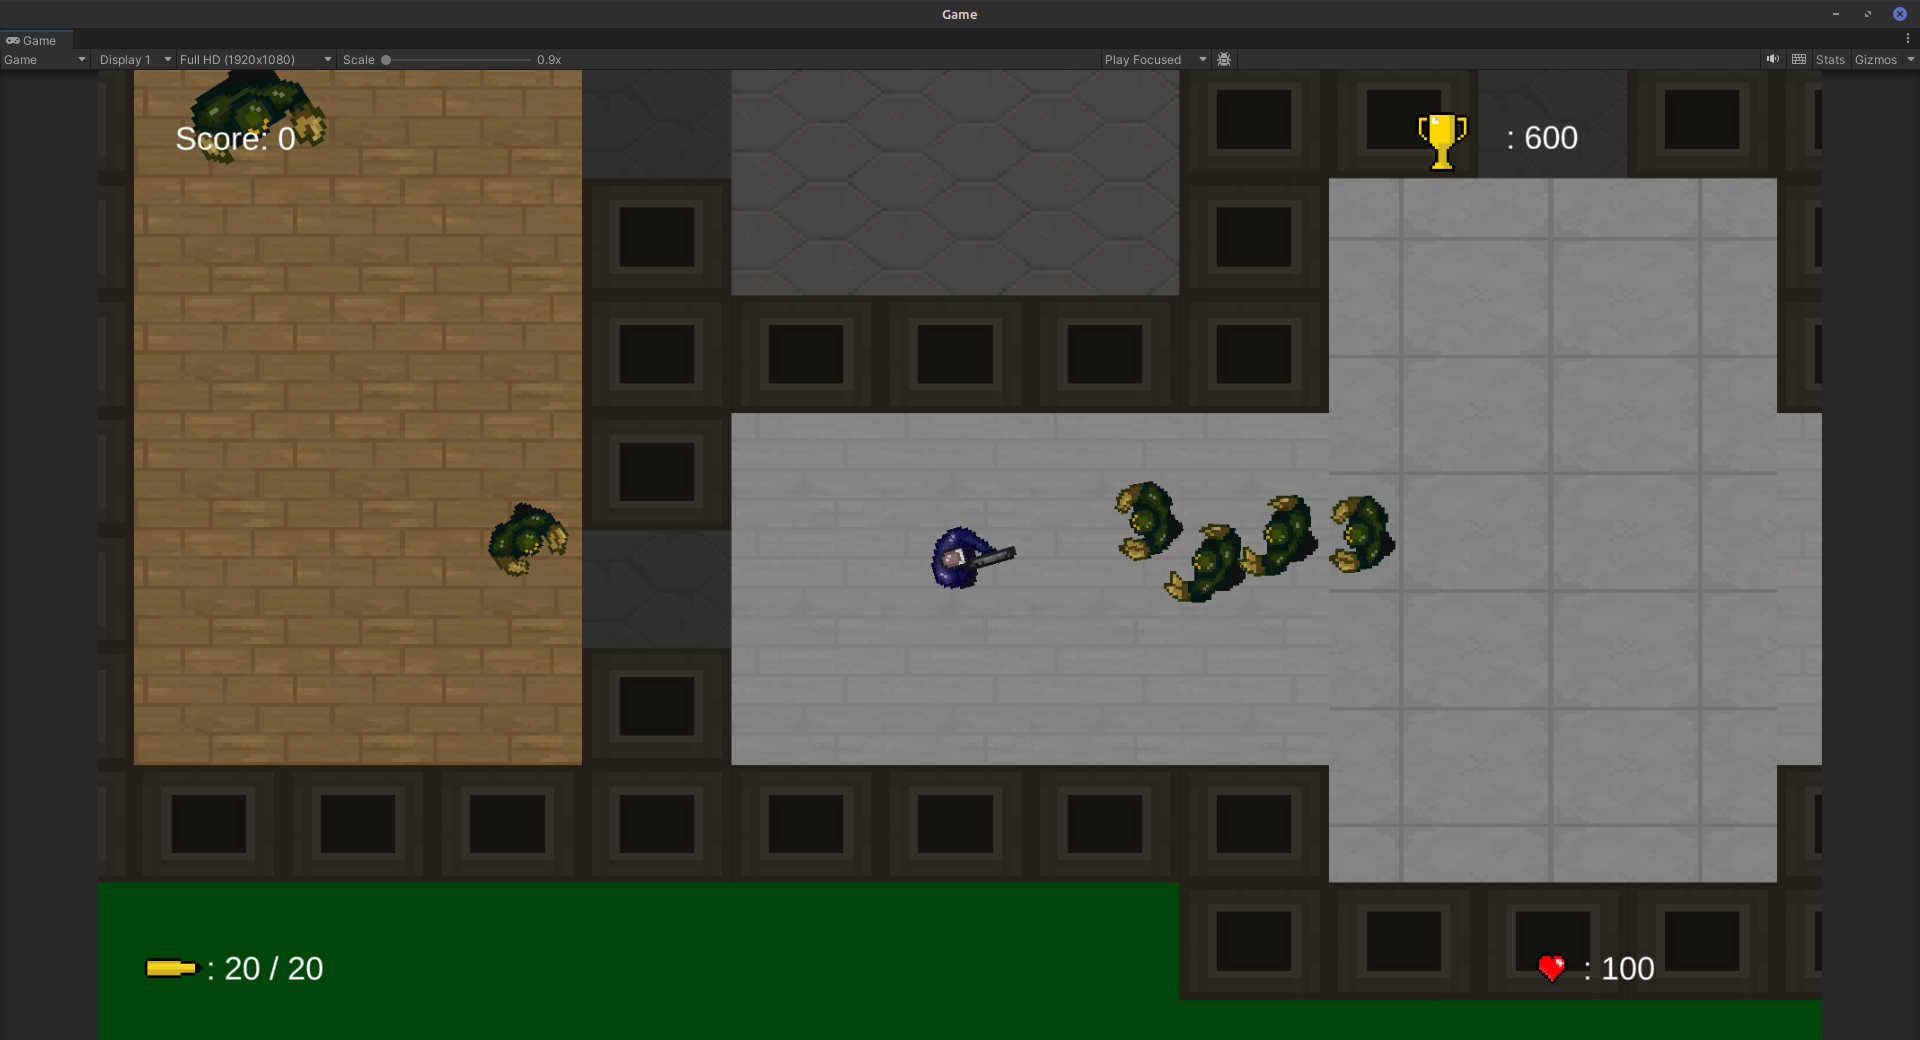 Game
Game
Game Display 1 Full HD (1920x1080) Scale 0.9x Play Focused Stats Gizmos
Score: 0
: 600
: 20 / 20
: 100